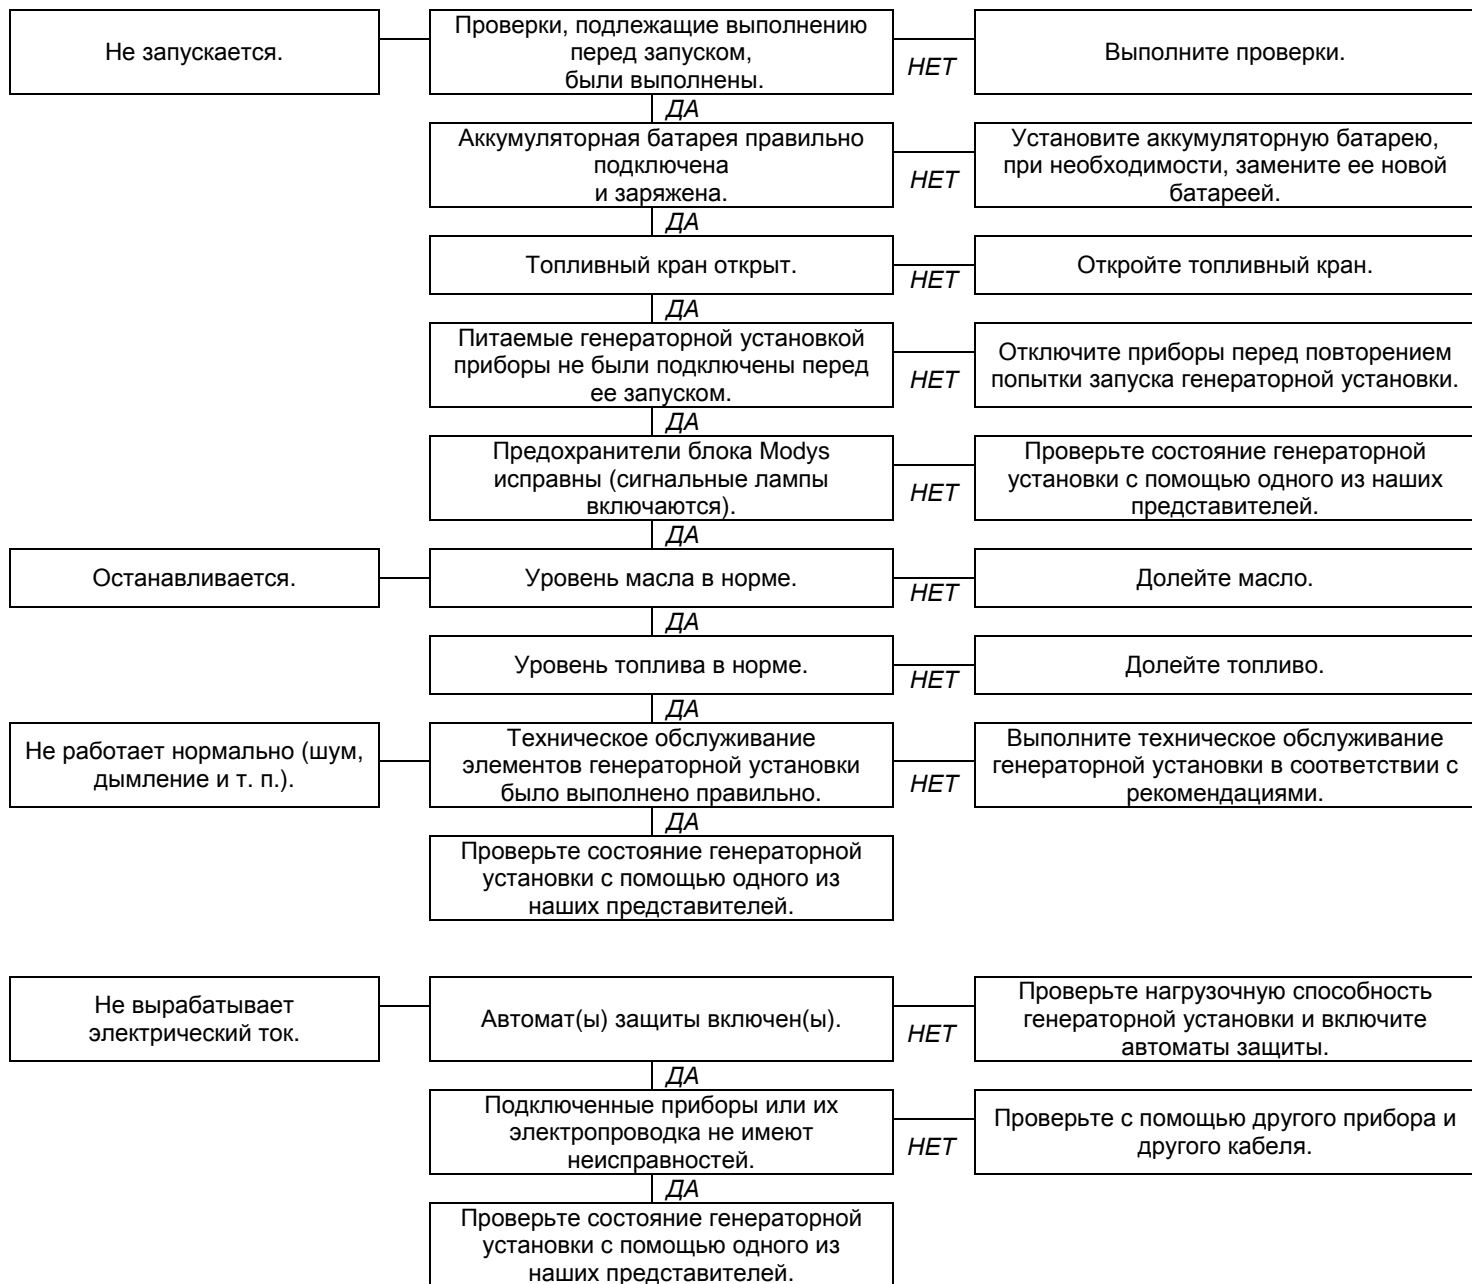 Не запускается.
Проверки, подлежащие выполнению
перед запуском,
были выполнены.
НЕТ
Выполните проверки.
ДА
Аккумуляторная батарея правильно
подключена
и заряжена.
НЕТ
Установите аккумуляторную батарею,
при необходимости, замените ее новой
батареей.
ДА
Топливный кран открыт.
НЕТ
Откройте топливный кран.
ДА
Питаемые генераторной установкой
приборы не были подключены перед
ее запуском.
НЕТ
Отключите приборы перед повторением
попытки запуска генераторной установки.
ДА
Предохранители блока Modys
исправны (сигнальные лампы
включаются).
НЕТ
Проверьте состояние генераторной
установки с помощью одного из наших
представителей.
ДА
Останавливается.
Уровень масла в норме.
НЕТ
Долейте масло.
ДА
Уровень топлива в норме.
НЕТ
Долейте топливо.
ДА
Не работает нормально (шум,
дымление и т. п.).
Техническое обслуживание
элементов генераторной установки
было выполнено правильно.
НЕТ
Выполните техническое обслуживание
генераторной установки в соответствии с
рекомендациями.
ДА
Проверьте состояние генераторной
установки с помощью одного из
наших представителей.
Не вырабатывает
электрический ток.
Автомат(ы) защиты включен(ы).
НЕТ
Проверьте нагрузочную способность
генераторной установки и включите
автоматы защиты.
ДА
Подключенные приборы или их
электропроводка не имеют
неисправностей.
НЕТ
Проверьте с помощью другого прибора и
другого кабеля.
ДА
Проверьте состояние генераторной
установки с помощью одного из
наших представителей.